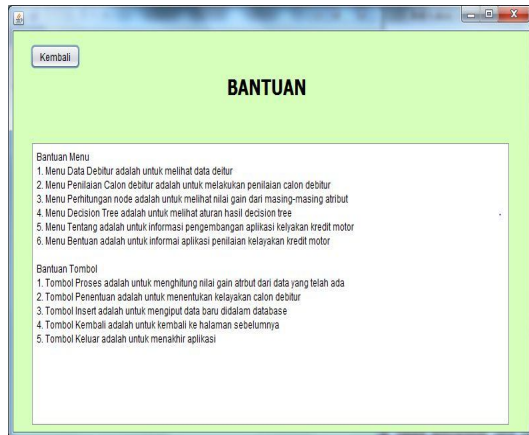 Kembali
BANTUAN
Bantuan Menu
1. Menu Data Debitur adalah untuk melihat data deitur
2. Menu Penilaian Calon debitur adalah untuk melakukan penilaian calon debitur
3. Menu Perhitungan node adalah untuk melihat nilai gain dari masing-masing atribut
4. Menu Decision Tree adalah untuk melihat aturan hasil decision tree
5. Menu Tentang adalah untuk informasi pengembangan aplikasi kelyakan kredit motor
6. Menu Bentuan adalah untuk informai aplikasi penilaian kelayakan kredit motor
Bantuan Tombol
1. Tombol Proses adalah untuk menghitung nilai gain atrbut dari data yang telah ada
2. Tombol Penentuan adalah untuk menentukan kelayakan calon debitur
3. Tombol Insert adalah untuk mengiput data baru didalam database
4. Tombol Kembali adalah untuk kembali ke halaman sebelumnya
5. Tombol Keluar adalah untuk menakhir aplikasi